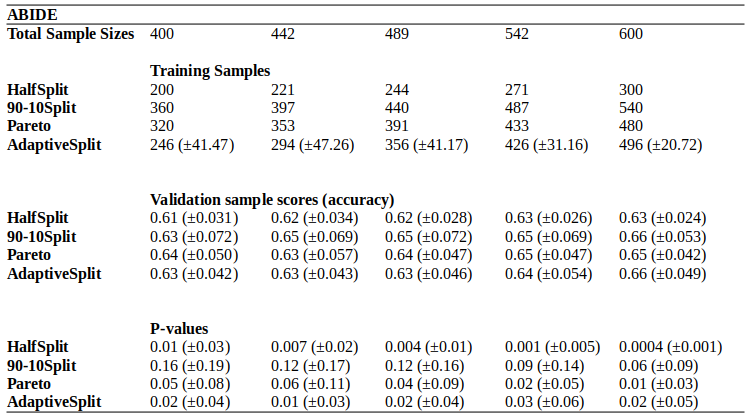 ABIDE
Total Sample Sizes 400 442 489 542 600
Training Samples
HalfSplit 200 221 244 271 300
90-10Split 360 397 440 487 540
Pareto 320 353 391 433 480
AdaptiveSplit 246 (±41.47) 294 (±47.26) 356 (±41.17) 426 (±31.16) 496 (±20.72)
Validation sample scores (accuracy)
HalfSplit 0.61 (±0.031) 0.62 (±0.034) 0.62 (±0.028) 0.63 (±0.026) 0.63 (±0.024)
90-10Split 0.63 (±0.072) 0.65 (±0.069) 0.65 (±0.072) 0.65 (±0.069) 0.66 (±0.053)
Pareto 0.64 (±0.050) 0.63 (±0.057) 0.64 (±0.047) 0.65 (±0.047) 0.65 (±0.042)
AdaptiveSplit 0.63 (±0.042) 0.63 (±0.043) 0.63 (±0.046) 0.64 (±0.054) 0.66 (±0.049)
P-values
HalfSplit 0.01 (±0.03) 0.007 (±0.02) 0.004 (±0.01) 0.001 (±0.005) 0.0004 (±0.001)
90-10Split 0.16 (±0.19) 0.12 (±0.17) 0.12 (±0.16) 0.09 (±0.14) 0.06 (±0.09)
Pareto 0.05 (±0.08) 0.06 (±0.11) 0.04 (±0.09) 0.02 (±0.05) 0.01 (±0.03)
AdaptiveSplit 0.02 (±0.04) 0.01 (±0.03) 0.02 (±0.04) 0.03 (±0.06) 0.02 (±0.05)